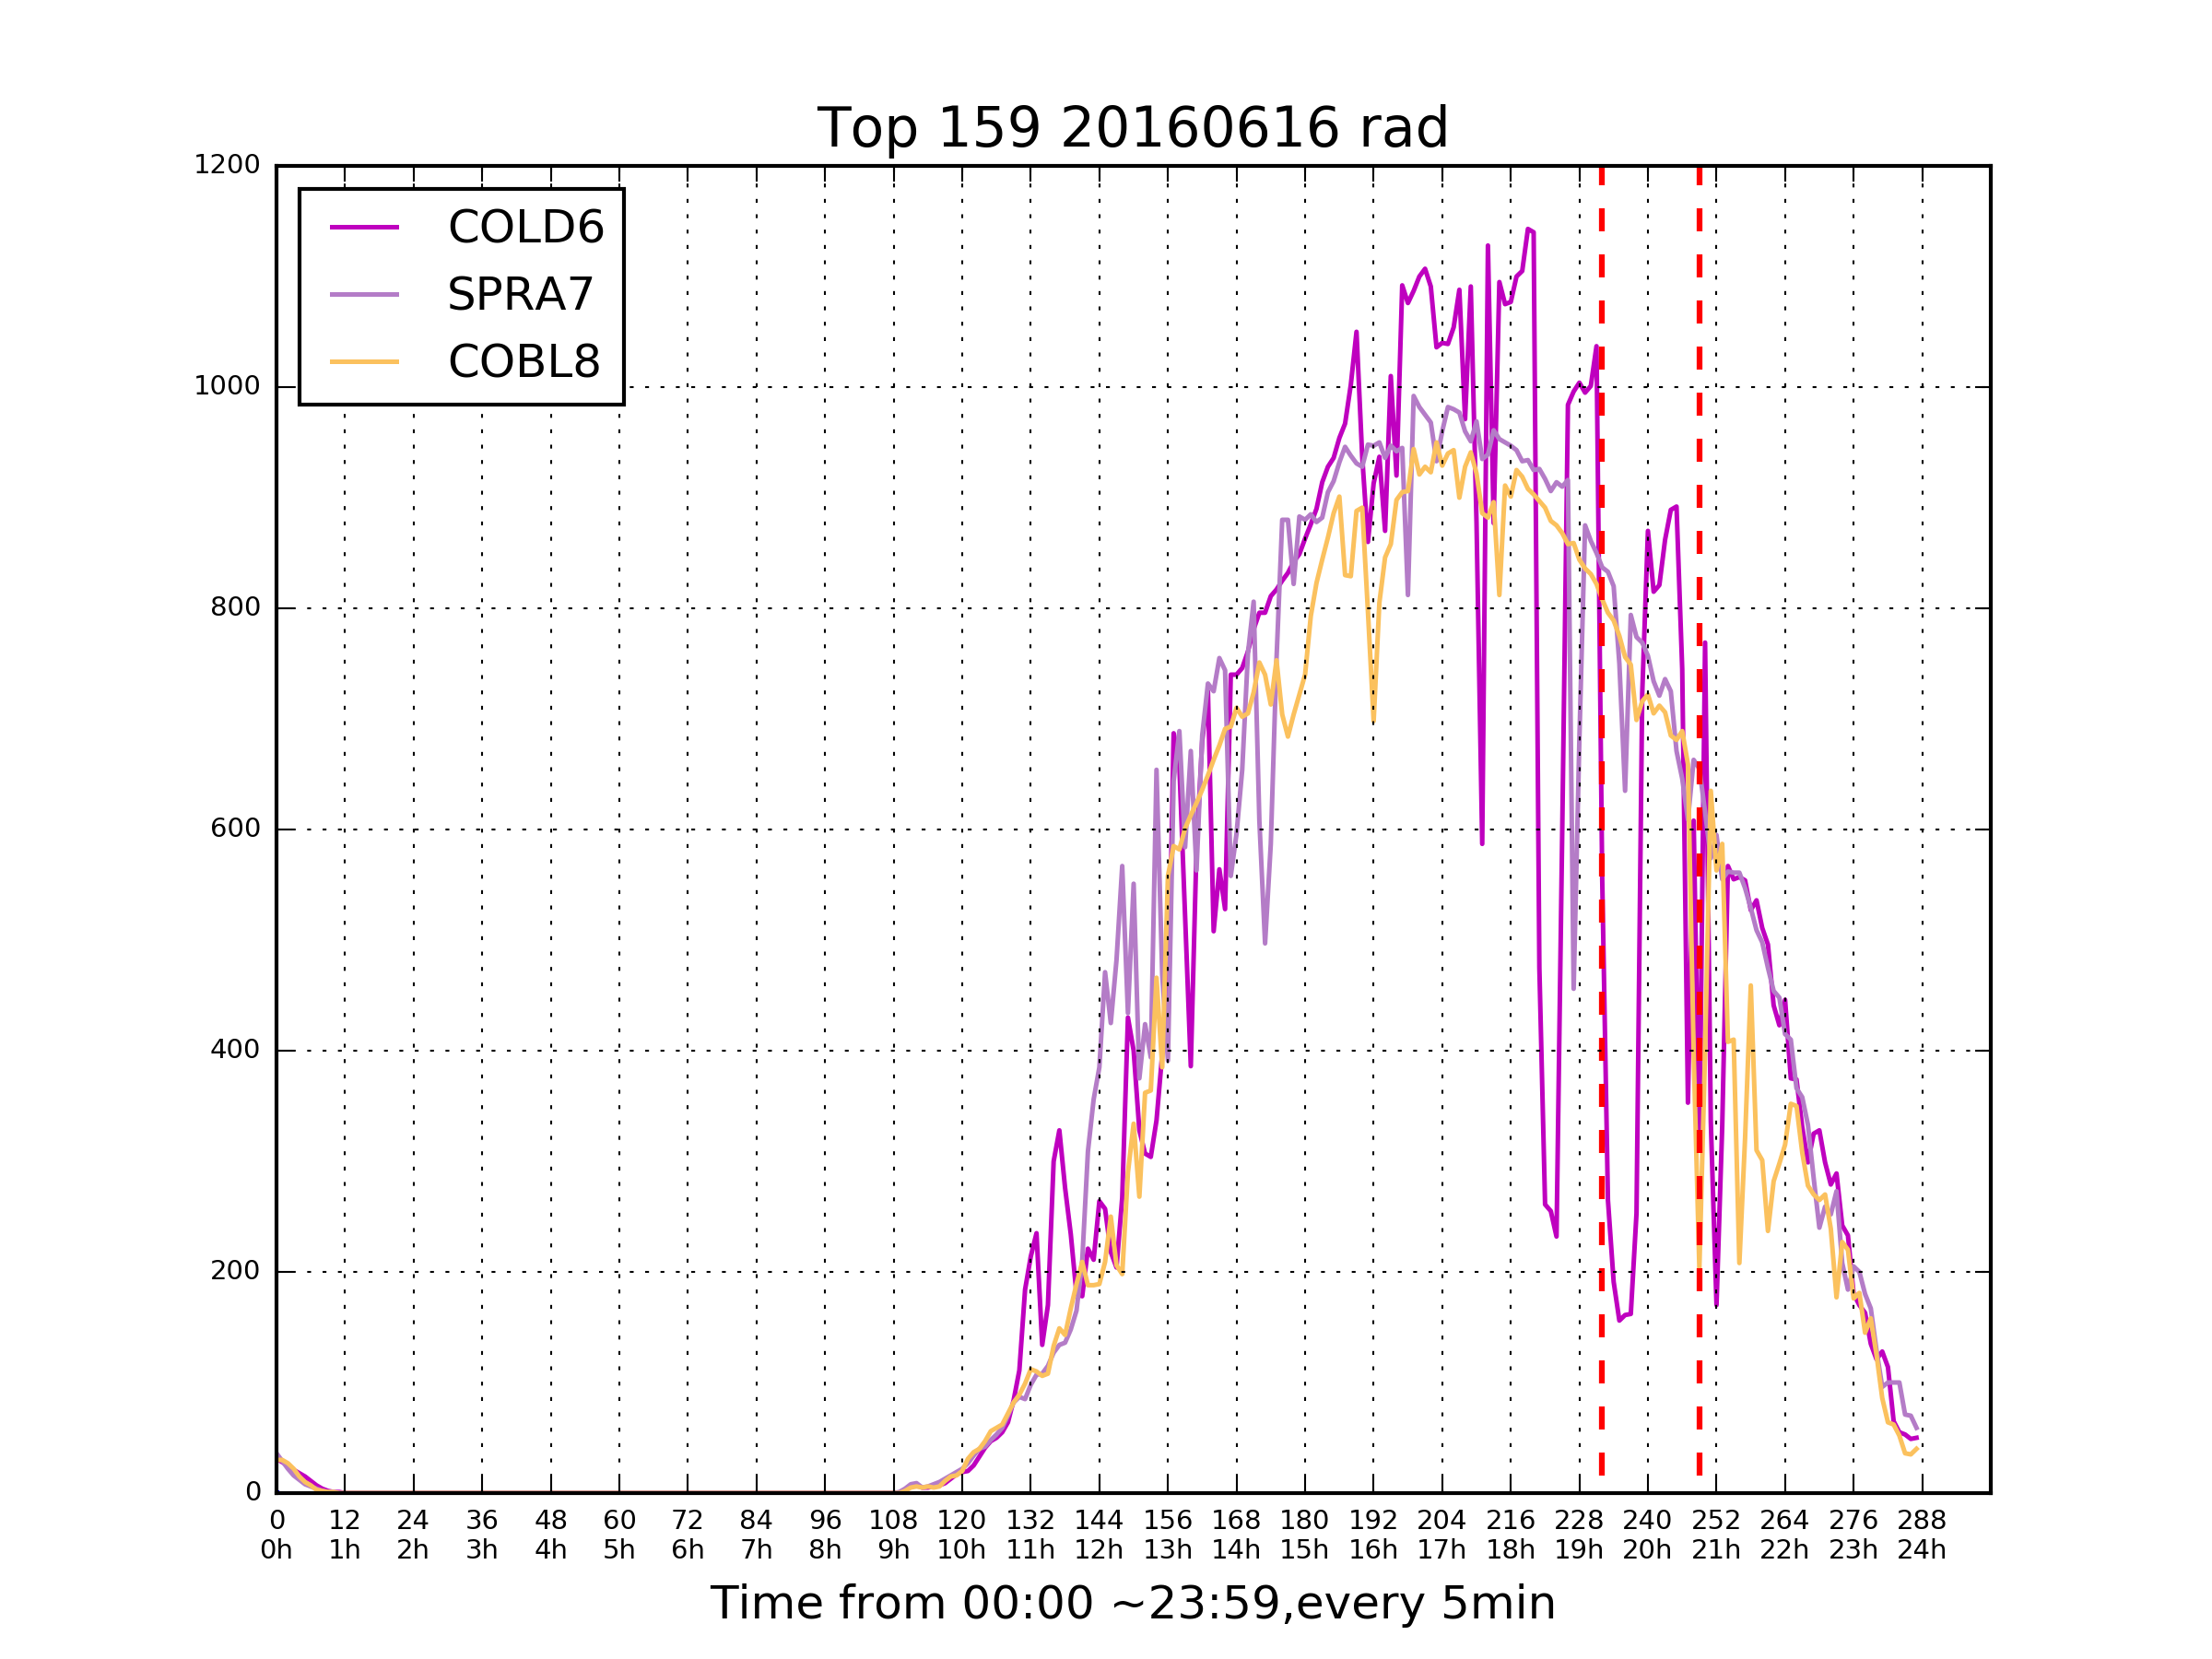 Top 159 20160616 rad
1200
1000
800
600
400
200
0
COLD6
SPRA7
COBL8
0 12 24 36 48 60 72 84 96 108 120 132 144 156 168 180 192 204 216 228 240 252 264 276 288
0h 1h 2h 3h 4h 5h 6h 7h 8h 9h 10h 11h 12h 13h 14h 15h 16h 17h 18h 19h 20h 21h 22h 23h 24h
Time from 00:00 ~23:59,every 5min